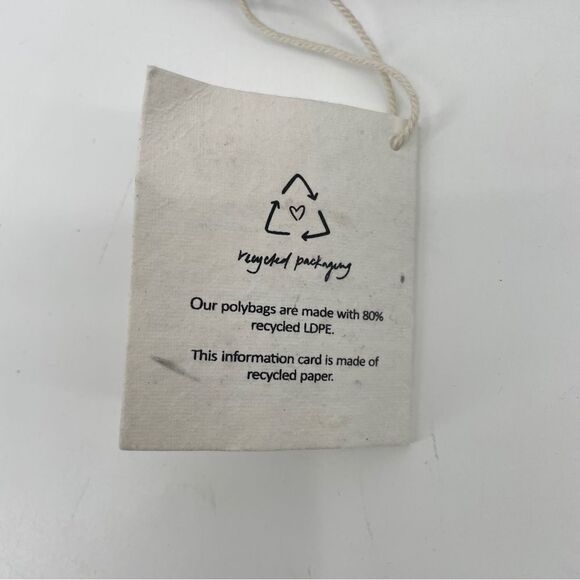 recycled packaging
Our polybags are made with 80%
recycled LDPE.
This information card is made of
recycled paper.